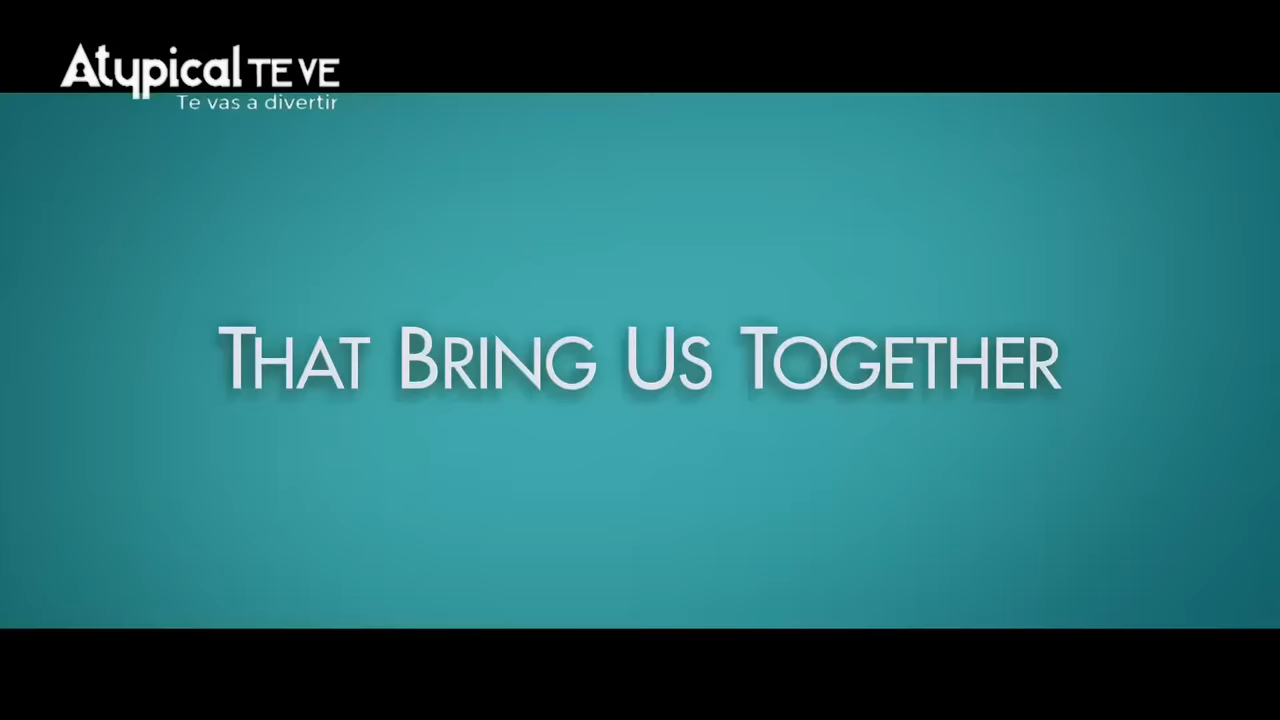 Atypical TE VE
Te vas a divertir
THAT BRING US TOGETHER